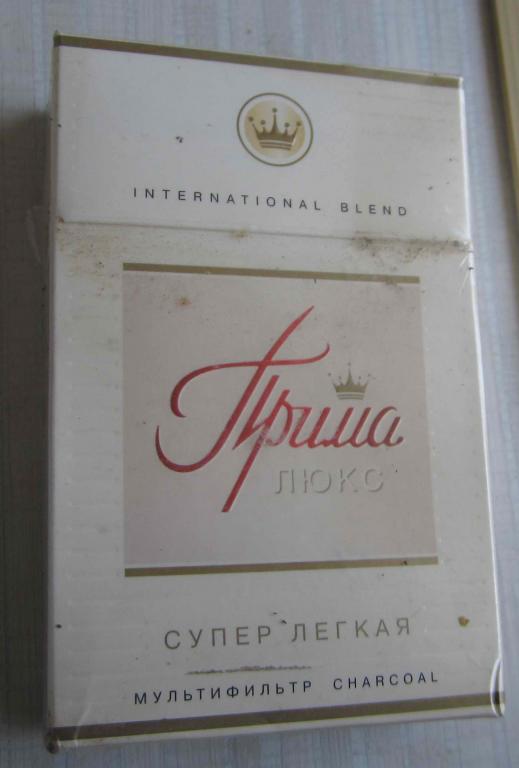 INTERNATIONAL BLEND
Прима
ЛЮКС
СУПЕР ЛЕГКАЯ
МУЛЬТИФИЛЬТР CHARCOAL